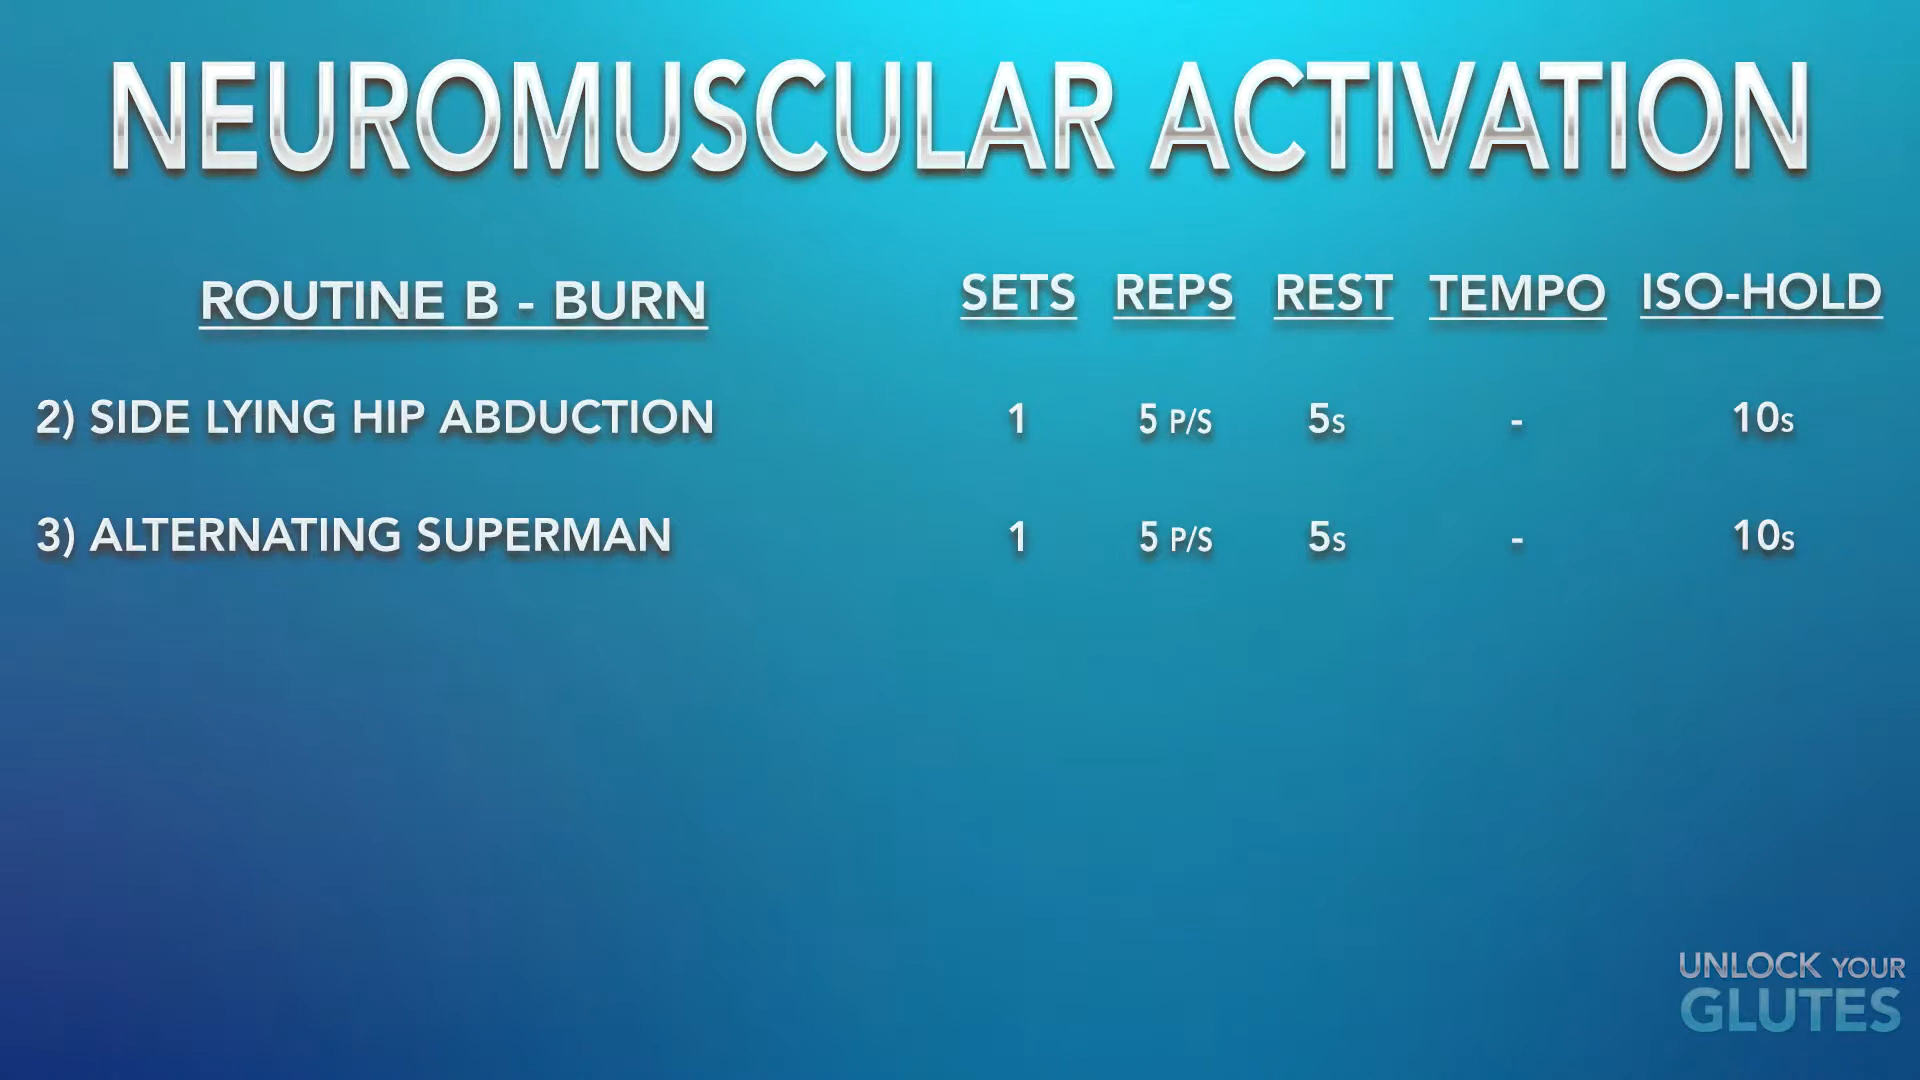 NEUROMUSCULAR ACTIVATION
ROUTINE B - BURN SETS REPS REST TEMPO ISO-HOLD
2) SIDE LYING HIP ABDUCTION 1 5 P/S 5s - 10s
3) ALTERNATING SUPERMAN 1 5 P/S 5s - 10s
UNLOCK YOUR
GLUTES